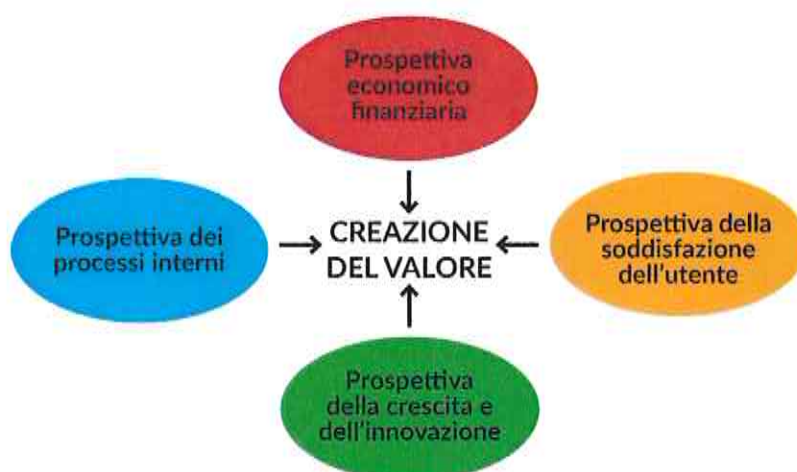 Prospettiva
economico
finanziaria
Prospettiva dei
processi interni
CREAZIONE
DEL VALORE
Prospettiva della
soddisfazione
dell'utente
Prospettiva
della crescita e
dell'innovazione